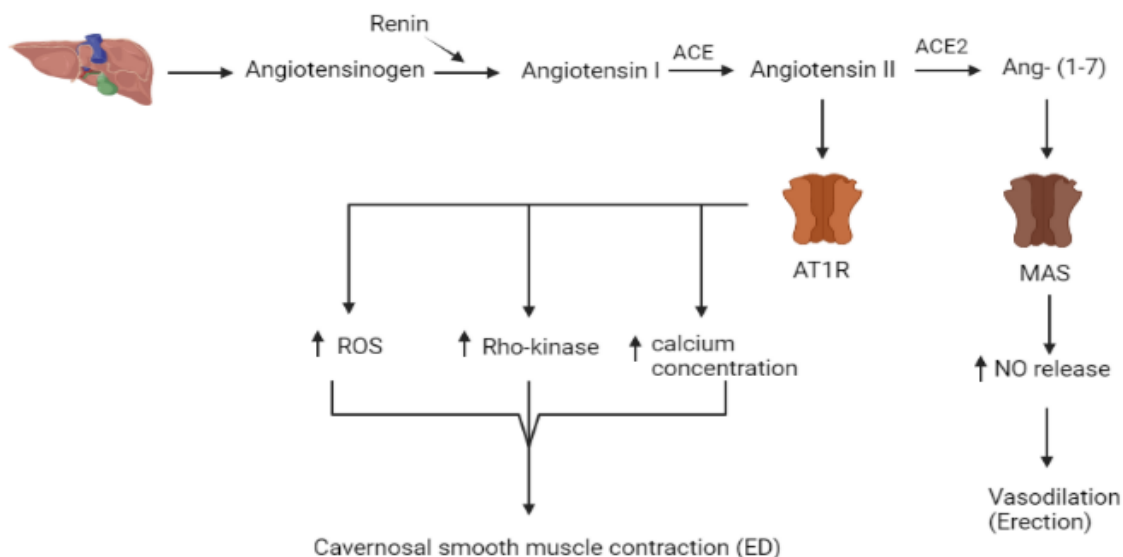 Renin
Angiotensinogen
Angiotensin I
ACE
Angiotensin II
ACE2
Ang- (1-7)
AT1R
MAS
ROS
Rho-kinase
calcium
concentration
NO release
Vasodilation
(Erection)
Cavernosal smooth muscle contraction (ED)